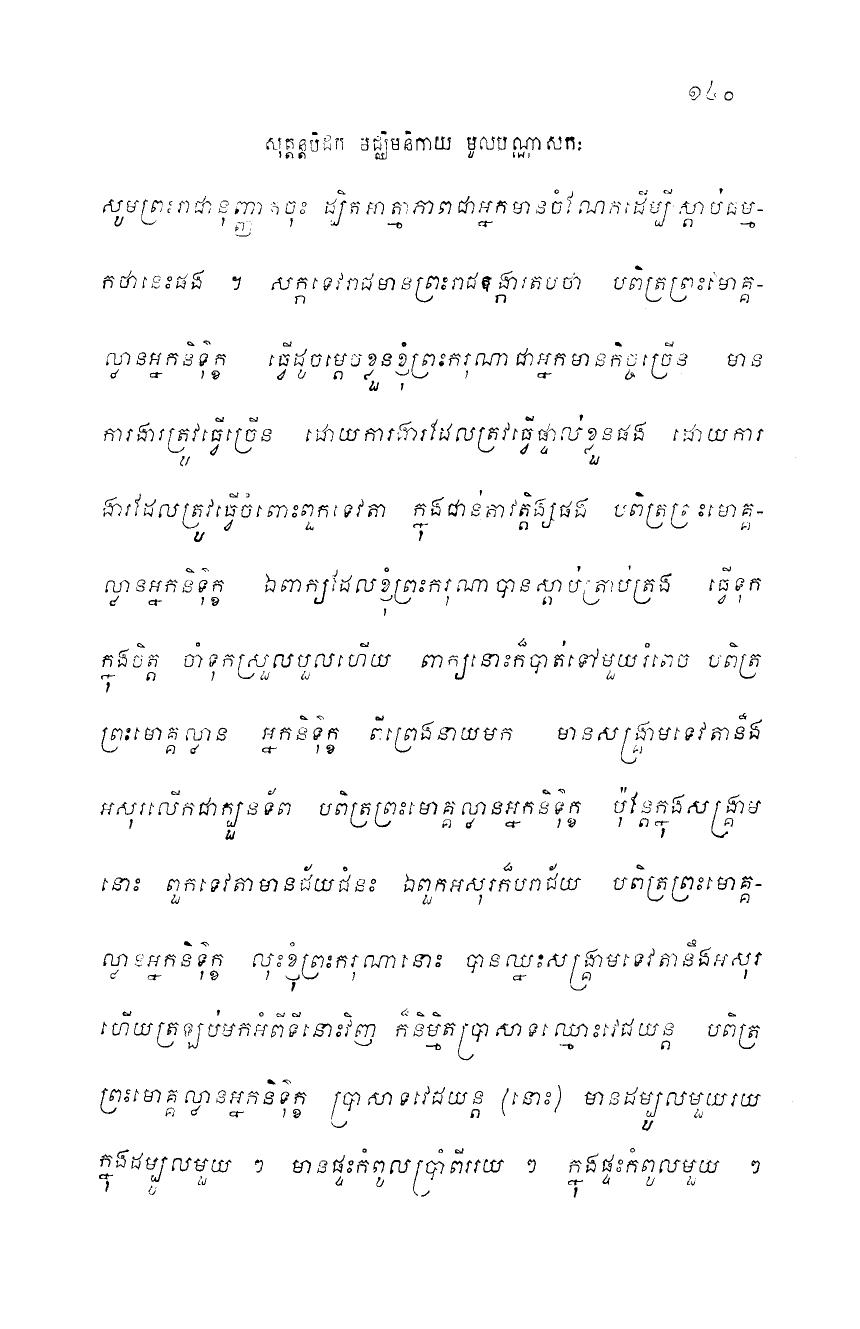 ១៤០
សុត្តន្តបិដក មជ្ឈិមនិកាយ មូលបណ្ណាសកៈ
សូមព្រះរាជានុញ្ញាតចុះ ដ្បិតអាត្មាភាពជាអ្នកមានចំណែកដើម្បីស្តាប់ធម្ម-
កថានេះផង ។ សក្កទេវរាជមានព្រះរាជឱង្ការតបថា បពិត្រព្រះមោគ្គ-
ល្លានអ្នកនិទ៌ុក្ខ ធ្វើដូចម្តេចខ្លួនខ្ញុំព្រះករុណាជាអ្នកមានកិច្ចច្រើន មាន
ការងារត្រូវធ្វើច្រើន ដោយការងារដែលត្រូវធ្វើផ្ទាល់ខ្លួនផង ដោយការ
ងារដែលត្រូវធ្វើចំពោះពួកទេវតា ក្នុងជាន់តាវត្តិង្សផង បពិត្រព្រះមោគ្គ-
ល្លានអ្នកនិទ៌ុក្ខ ឯពាក្យដែលខ្ញុំព្រះករុណាបានស្តាប់ត្រាប់ត្រង ធ្វើទុក
ក្នុងចិត្ត ចាំទុកស្រួលបួលហើយ ពាក្យនោះក៏បាត់ទៅមួយរំពេច បពិត្រ
ព្រះមោគ្គល្លាន អ្នកនិទ៌ុក្ខ ពីព្រេងនាយមក មានសង្គ្រាមទេវតានឹង
អសុរលើកជាក្បួនទ័ព បពិត្រព្រះមោគ្គល្លានអ្នកនិទ៌ុក្ខ ប៉ុន្តែក្នុងសង្គ្រាម
នោះ ពួកទេវតាមានជ័យជំនះ ឯពួកអសុរក៏បរាជ័យ បពិត្រព្រះមោគ្គ-
ល្លានអ្នកនិទ៌ុក្ខ លុះខ្ញុំព្រះករុណានោះ បានឈ្នះសង្គ្រាមទេវតានឹងអសុរ
ហើយត្រឡប់មកអំពីទីនោះវិញ ក៏និម្មិតប្រាសាទឈ្មោះវេជយន្ត បពិត្រ
ព្រះមោគ្គល្លានអ្នកនិទ៌ុក្ខ ប្រាសាទវេជយន្ត (នោះ) មានដម្បូលមួយរយ
ក្នុងដម្បូលមួយ ៗ មានផ្ទះកំពូលប្រាំពីររយ ៗ ក្នុងផ្ទះកំពូលមួយ ៗ